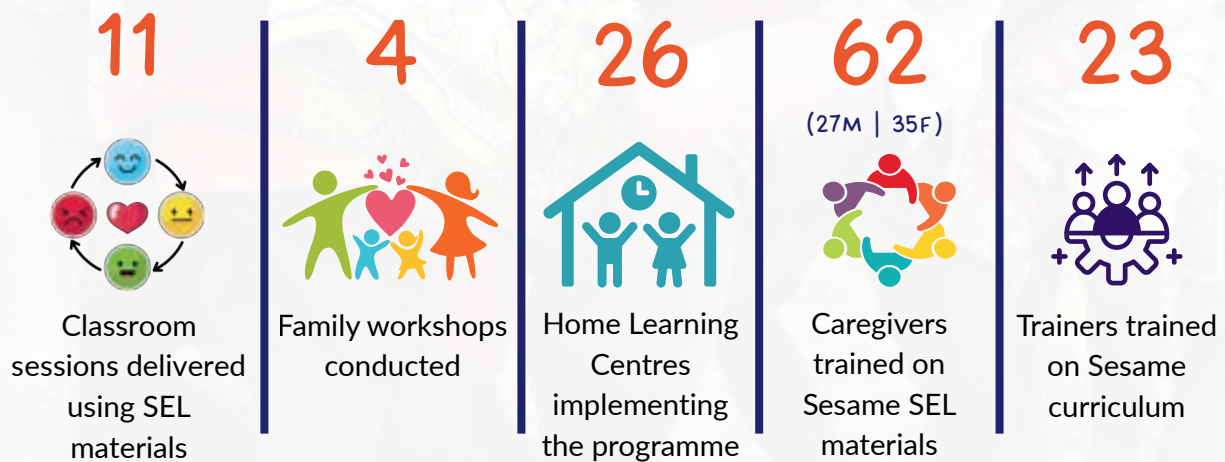 11
Classroom
sessions delivered
using SEL
materials
4
Family workshops
conducted
26
Home Learning
Centres
implementing
the programme
62
(27M | 35F)
Caregivers
trained on
Sesame SEL
materials
23
Trainers trained
on Sesame
curriculum